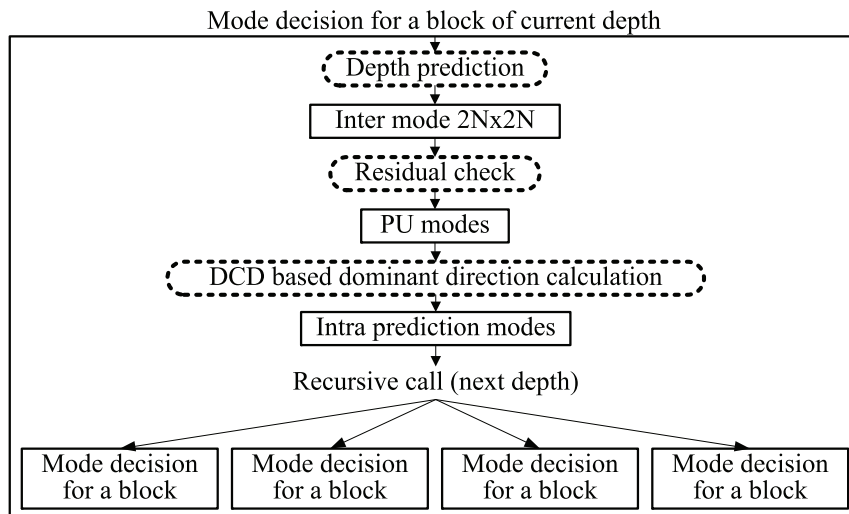 Mode decision for a block of current depth
Depth prediction
Inter mode 2Nx2N
Residual check
PU modes
DCD based dominant direction calculation
Intra prediction modes
Recursive call (next depth)
Mode decision
for a block
Mode decision
for a block
Mode decision
for a block
Mode decision
for a block